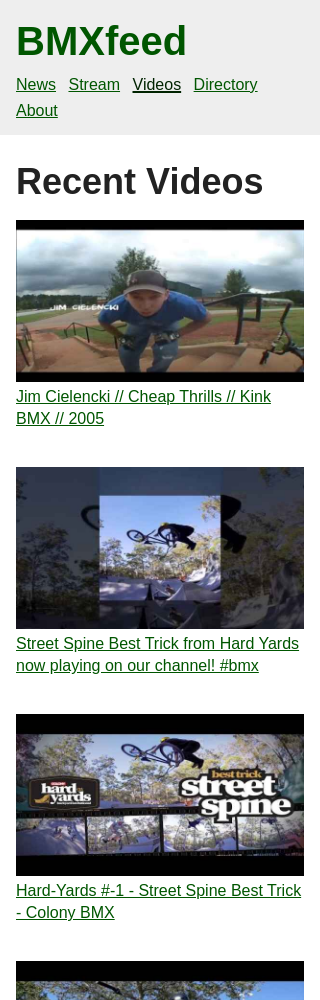 BMXfeed
News Stream Videos Directory
About
Recent Videos
JIM CIELENCKI
Jim Cielencki // Cheap Thrills // Kink
BMX // 2005
Street Spine Best Trick from Hard Yards
now playing on our channel! #bmx
hard
yards
best trick
street
spine
Hard-Yards #-1 - Street Spine Best Trick
- Colony BMX